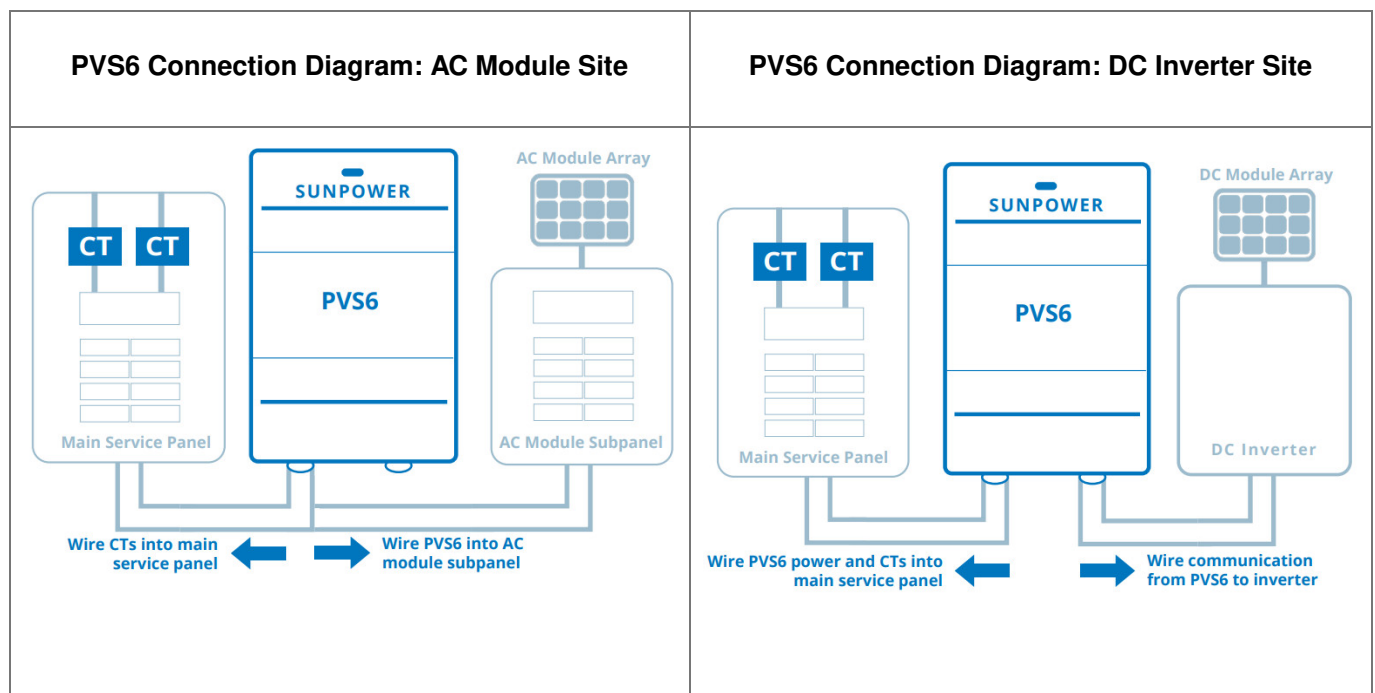 PVS6 Connection Diagram: AC Module Site
AC Module Array
SUNPOWER
CT CT
PVS6
Main Service Panel
AC Module Subpanel
Wire CTs into main
service panel
Wire PVS6 into AC
module subpanel
PVS6 Connection Diagram: DC Inverter Site
DC Module Array
SUNPOWER
CT CT
PVS6
Main Service Panel
DC Inverter
Wire PVS6 power and CTs into
main service panel
Wire communication
from PVS6 to inverter